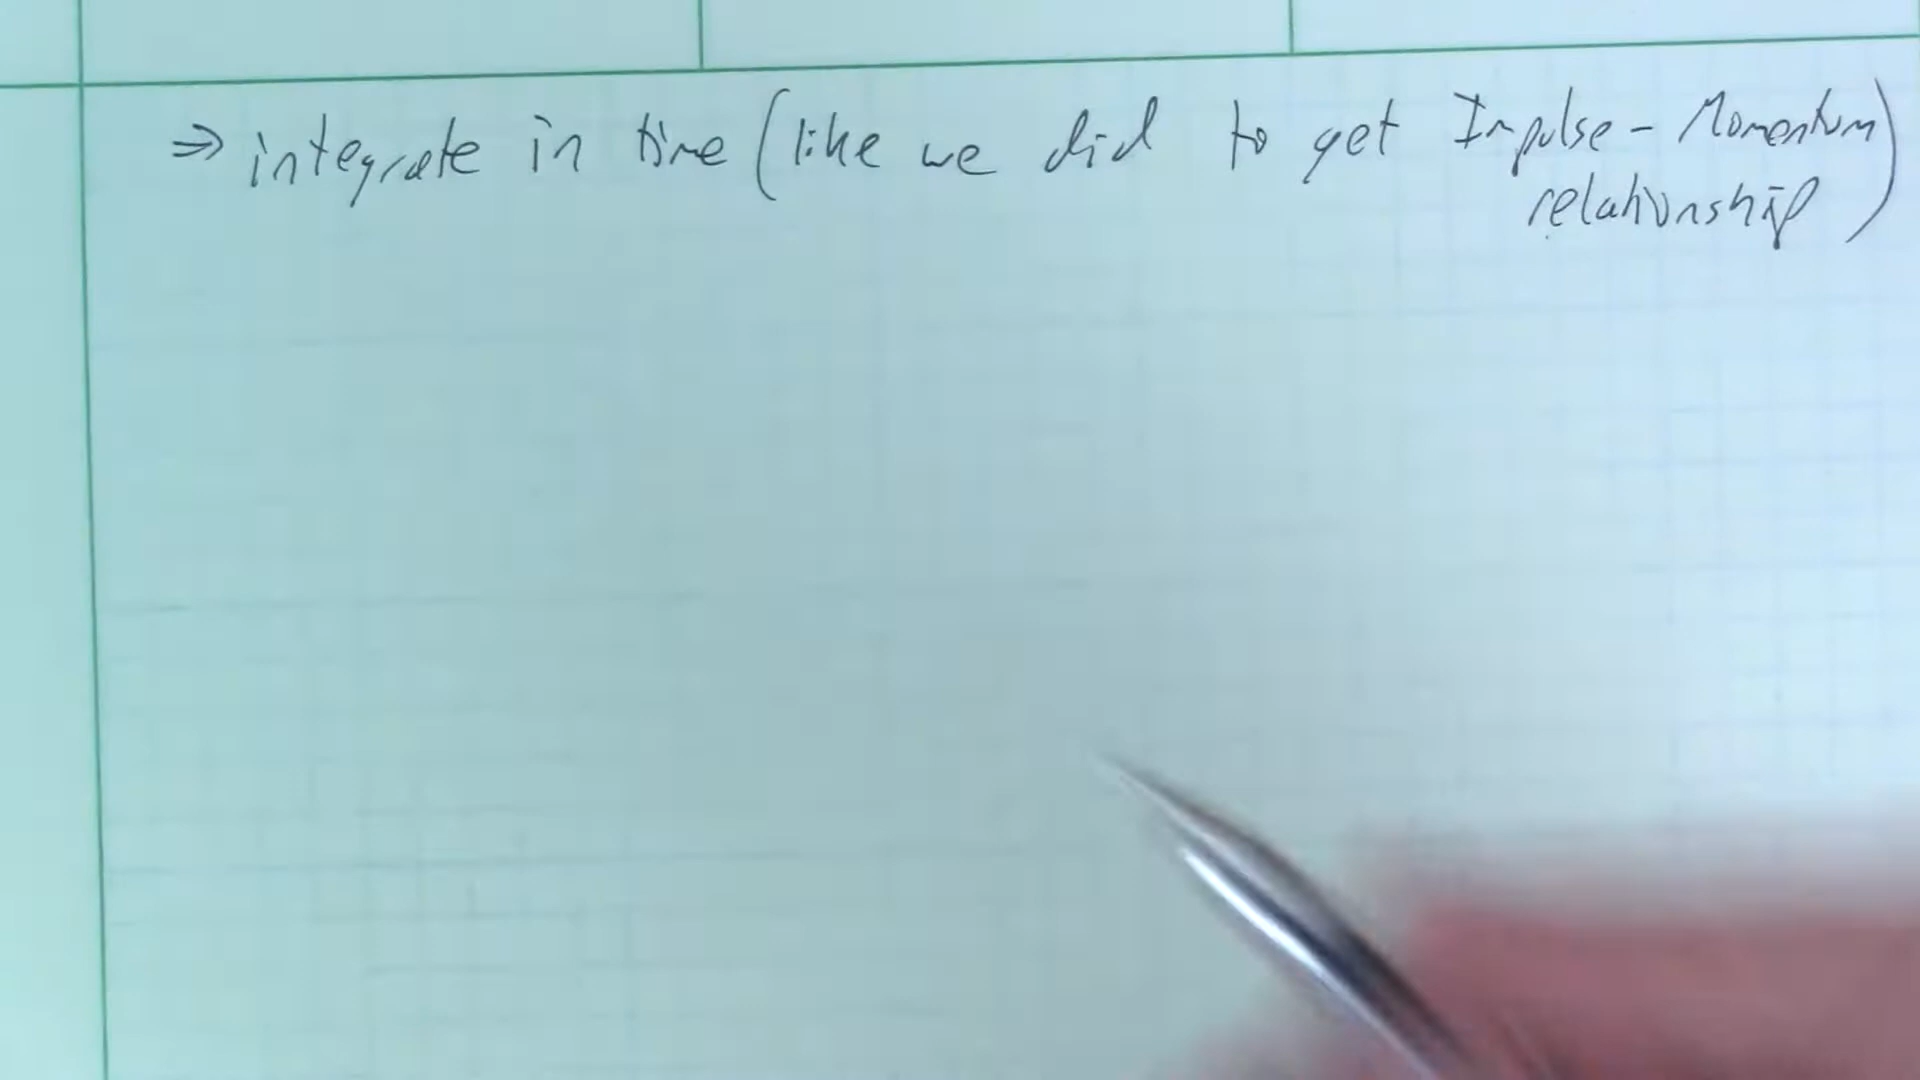 ⇒ integrate in time (like we did to get Impulse - Momentum
relationship)